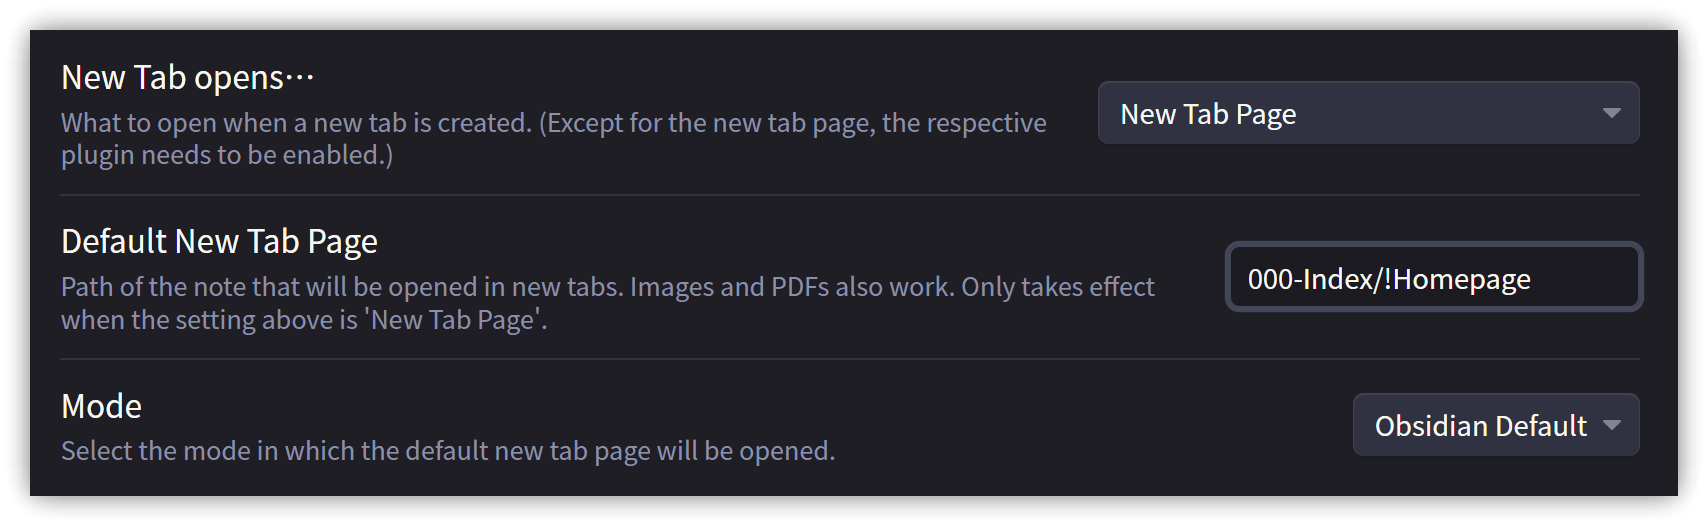 New Tab opens···
What to open when a new tab is created. (Except for the new tab page, the respective
plugin needs to be enabled.)
New Tab Page
Default New Tab Page
Path of the note that will be opened in new tabs. Images and PDFs also work. Only takes effect
when the setting above is 'New Tab Page'.
000-Index/!Homepage
Mode
Select the mode in which the default new tab page will be opened.
Obsidian Default